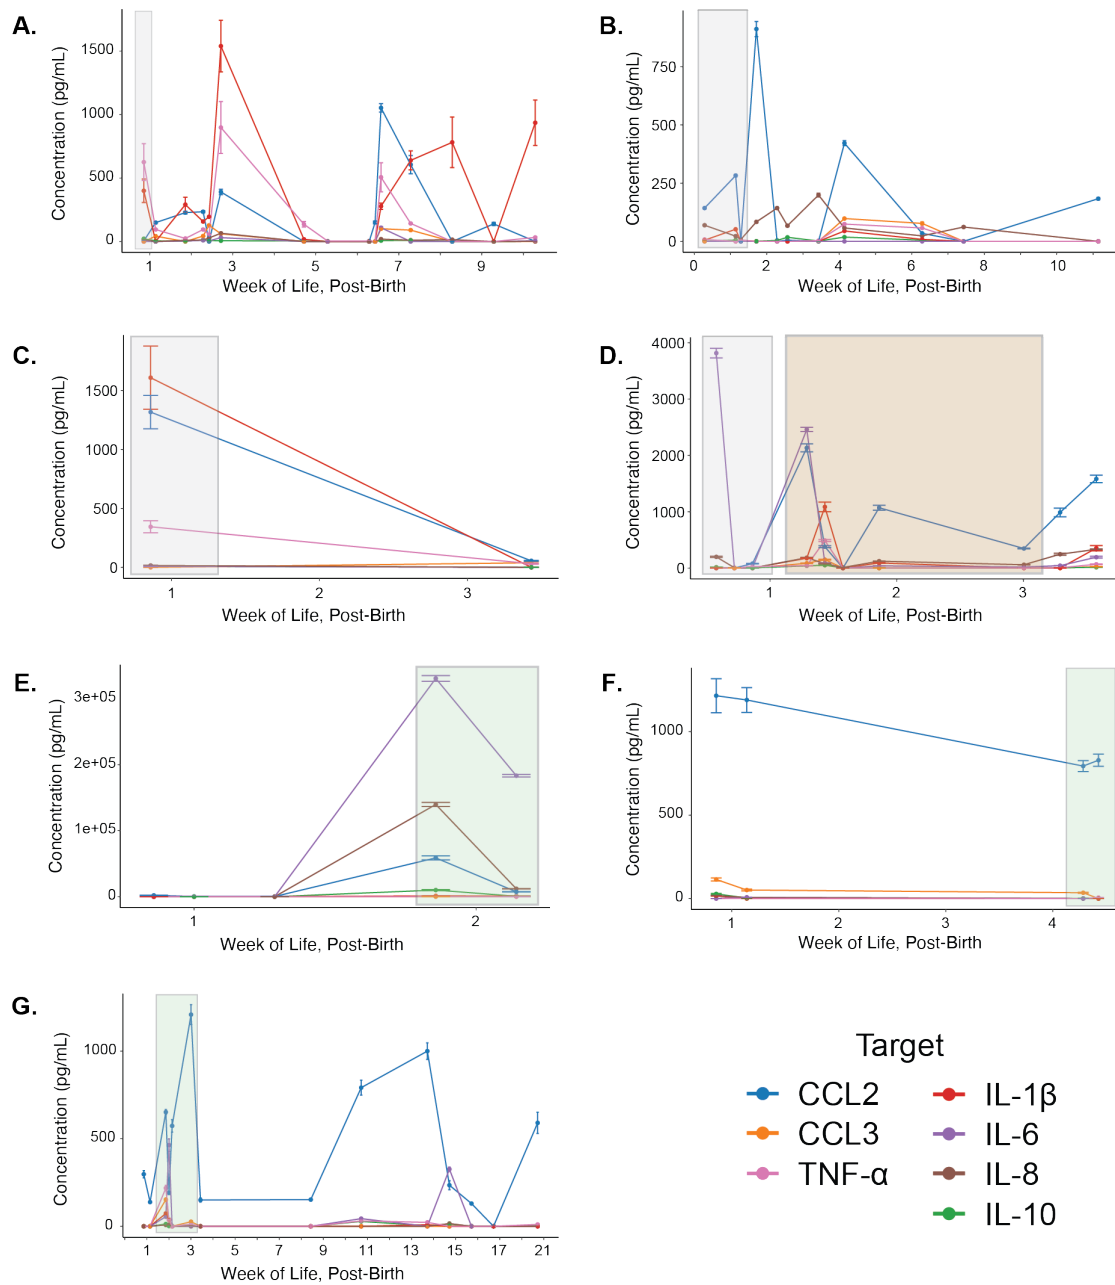 A.
Concentration (pg/mL)
1500
1000
500
0
1 3 5 7 9
Week of Life, Post-Birth
B.
Concentration (pg/mL)
750
500
250
0
0 2 4 6 8 10
Week of Life, Post-Birth
C.
Concentration (pg/mL)
1500
1000
500
0
1 2 3
Week of Life, Post-Birth
D.
Concentration (pg/mL)
4000
3000
2000
1000
0
1 2 3
Week of Life, Post-Birth
E.
Concentration (pg/mL)
3e+05
2e+05
1e+05
0
1 2
Week of Life, Post-Birth
F.
Concentration (pg/mL)
1000
500
0
1 2 3 4
Week of Life, Post-Birth
G.
Concentration (pg/mL)
1000
500
0
1 3 5 7 9 11 13 15 17 19 21
Week of Life, Post-Birth
Target
CCL2
CCL3
TNF-α
IL-1β
IL-6
IL-8
IL-10